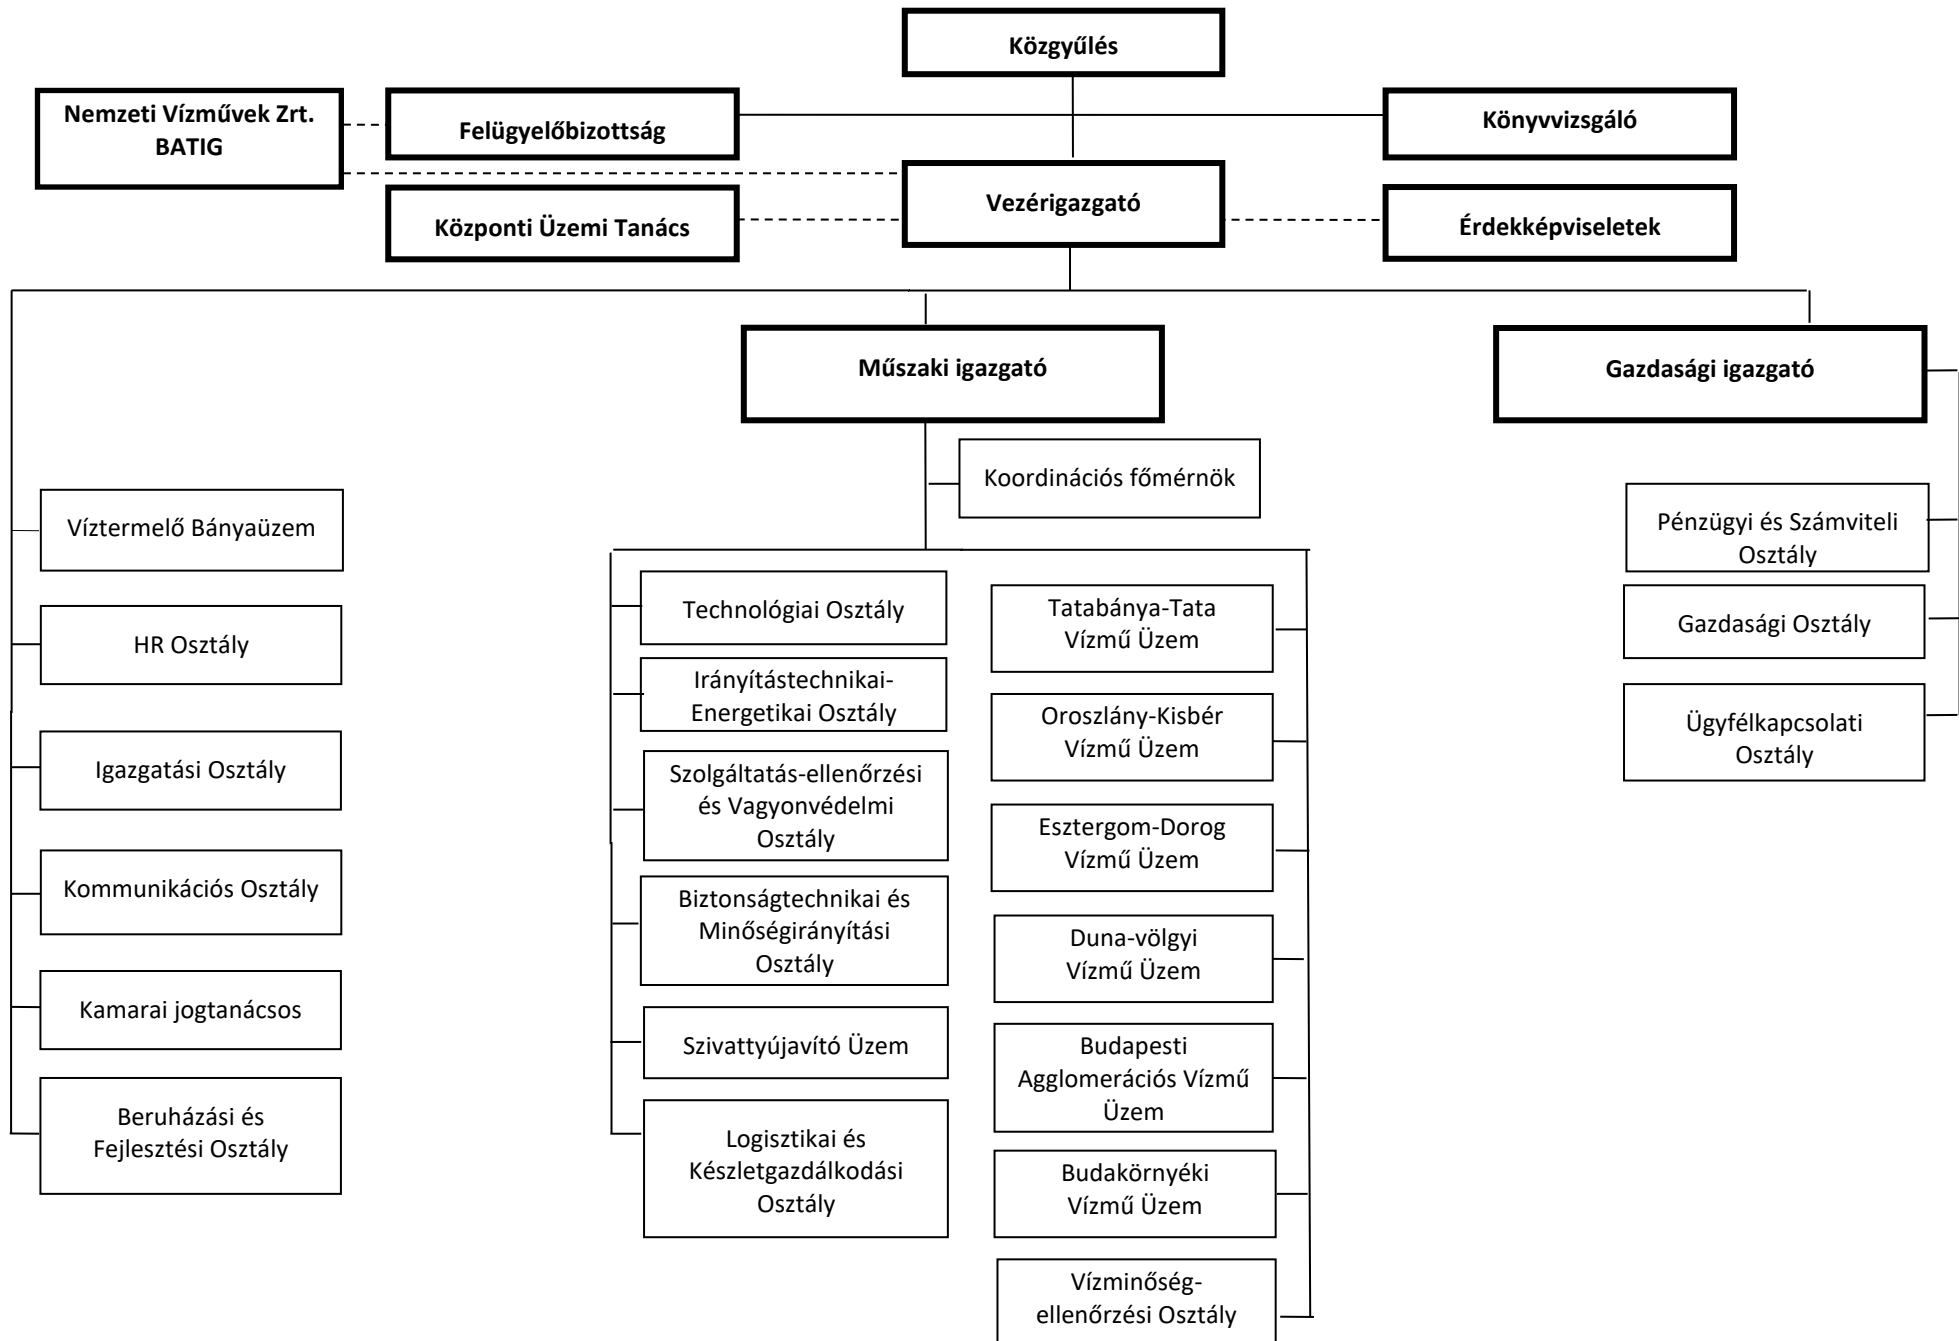 Közgyűlés
Nemzeti Vízművek Zrt.
BATIG
Felügyelőbizottság
Könyvvizsgáló
Vezérigazgató
Központi Üzemi Tanács
Érdekképviseletek
Műszaki igazgató
Gazdasági igazgató
Koordinációs főmérnök
Víztermelő Bányaüzem
HR Osztály
Igazgatási Osztály
Kommunikációs Osztály
Kamarai jogtanácsos
Beruházási és
Fejlesztési Osztály
Technológiai Osztály
Irányítástechnikai-
Energetikai Osztály
Szolgáltatás-ellenőrzési
és Vagyonvédelmi
Osztály
Biztonságtechnikai és
Minőségirányítási
Osztály
Szivattyújavító Üzem
Logisztikai és
Készletgazdálkodási
Osztály
Tatabánya-Tata
Vízmű Üzem
Oroszlány-Kisbér
Vízmű Üzem
Esztergom-Dorog
Vízmű Üzem
Duna-völgyi
Vízmű Üzem
Budapesti
Agglomerációs Vízmű
Üzem
Budakörnyéki
Vízmű Üzem
Vízminőség-
ellenőrzési Osztály
Pénzügyi és Számviteli
Osztály
Gazdasági Osztály
Ügyfélkapcsolati
Osztály